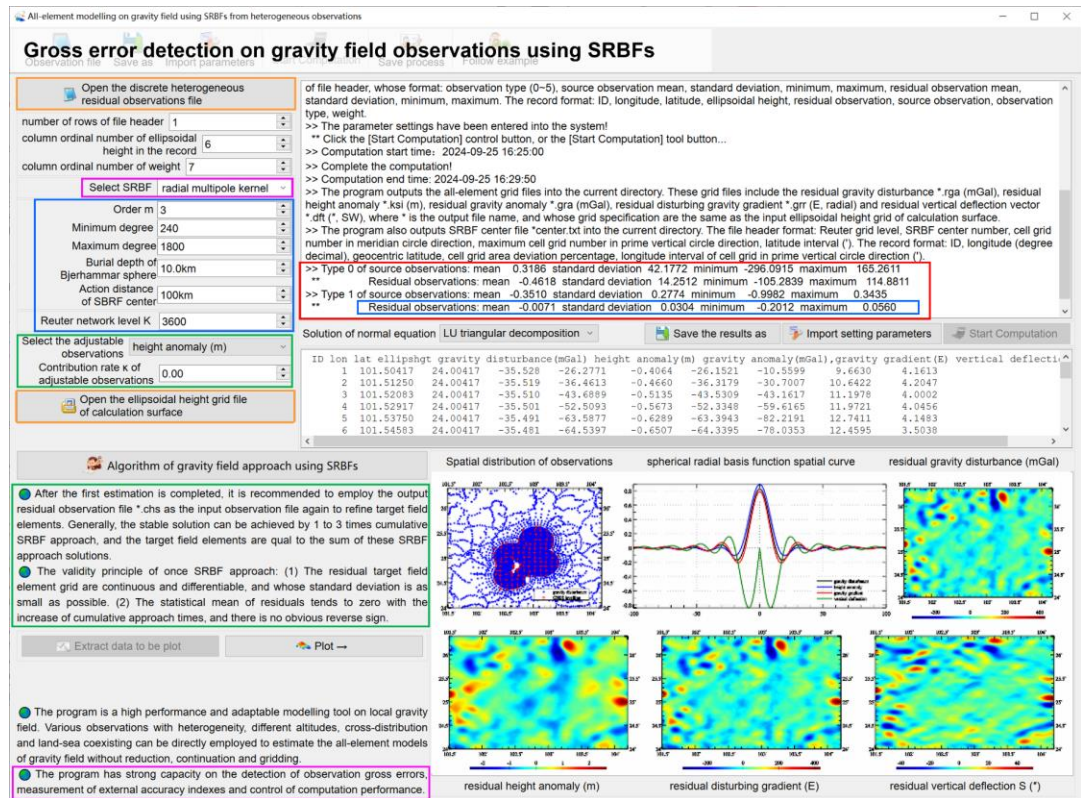 All-element modelling on gravity field using SRBFs from heterogeneous observations
Gross error detection on gravity field observations using SRBFs
Observation file Save as Import parameters Start Computation Save process Follow example
Open the discrete heterogeneous
residual observations file
number of rows of file header 1
column ordinal number of ellipsoidal
height in the record 6
column ordinal number of weight 7
Select SRBF radial multipole kernel
Order m 3
Minimum degree 240
Maximum degree 1800
Burial depth of
Bjerhammar sphere 10.0km
Action distance
of SBRF center 100km
Reuter network level K 3600
Select the adjustable
observations height anomaly (m)
Contribution rate κ of
adjustable observations 0.00
Open the ellipsoidal height grid file
of calculation surface
of file header, whose format: observation type (0~5), source observation mean, standard deviation, minimum, maximum, residual observation mean,
standard deviation, minimum, maximum. The record format: ID, longitude, latitude, ellipsoidal height, residual observation, source observation, observation
type, weight.
>> The parameter settings have been entered into the system!
** Click the [Start Computation] control button, or the [Start Computation] tool button...
>> Computation start time: 2024-09-25 16:25:00
>> Complete the computation!
>> Computation end time: 2024-09-25 16:29:50
>> The program outputs the all-element grid files into the current directory. These grid files include the residual gravity disturbance *.rga (mGal), residual
height anomaly *.ksi (m), residual gravity anomaly *.gra (mGal), residual disturbing gravity gradient *.grr (E, radial) and residual vertical deflection vector
*.dft (", SW), where * is the output file name, and whose grid specification are the same as the input ellipsoidal height grid of calculation surface.
>> The program also outputs SRBF center file *center.txt into the current directory. The file header format: Reuter grid level, SRBF center number, cell grid
number in meridian circle direction, maximum cell grid number in prime vertical circle direction, latitude interval ('). The record format: ID, longitude (degree
decimal), geocentric latitude, cell grid area deviation percentage, longitude interval of cell grid in prime vertical circle direction (').
>> Type 0 of source observations: mean 0.3186 standard deviation 42.1772 minimum -296.0915 maximum 165.2611
** Residual observations: mean -0.4618 standard deviation 14.2512 minimum -105.2839 maximum 114.8811
>> Type 1 of source observations: mean -0.3510 standard deviation 0.2774 minimum -0.9982 maximum 0.3435
** Residual observations: mean -0.0071 standard deviation 0.0304 minimum -0.2012 maximum 0.0560
Solution of normal equation LU triangular decomposition Save the results as Import setting parameters Start Computation
ID lon lat ellipshgt gravity disturbance(mGal) height anomaly(m) gravity anomaly(mGal),gravity gradient(E) vertical deflecti
1 101.50417 24.00417 -35.528 -26.2771 -0.4064 -26.1521 -10.5599 9.6630 4.1613
2 101.51250 24.00417 -35.519 -36.4613 -0.4660 -36.3179 -30.7007 10.6422 4.2047
3 101.52083 24.00417 -35.510 -43.6889 -0.5135 -43.5309 -43.1617 11.1978 4.0002
4 101.52917 24.00417 -35.501 -52.5093 -0.5673 -52.3348 -59.6165 11.9721 4.0456
5 101.53750 24.00417 -35.491 -63.5877 -0.6289 -63.3943 -82.2191 12.7411 4.1483
6 101.54583 24.00417 -35.481 -64.5397 -0.6507 -64.3395 -78.0353 12.4595 3.5038
Algorithm of gravity field approach using SRBFs
After the first estimation is completed, it is recommended to employ the output
residual observation file *.chs as the input observation file again to refine target field
elements. Generally, the stable solution can be achieved by 1 to 3 times cumulative
SRBF approach, and the target field elements are qual to the sum of these SRBF
approach solutions.
The validity principle of once SRBF approach: (1) The residual target field
element grid are continuous and differentiable, and whose standard deviation is as
small as possible. (2) The statistical mean of residuals tends to zero with the
increase of cumulative approach times, and there is no obvious reverse sign.
Extract data to be plot Plot →
The program is a high performance and adaptable modelling tool on local gravity
field. Various observations with heterogeneity, different altitudes, cross-distribution
and land-sea coexisting can be directly employed to estimate the all-element models
of gravity field without reduction, continuation and gridding.
The program has strong capacity on the detection of observation gross errors,
measurement of external accuracy indexes and control of computation performance.
Spatial distribution of observations spherical radial basis function spatial curve residual gravity disturbance (mGal)
gravity disturbance
height anomaly
gravity gradient
vertical deflection
residual height anomaly (m) residual disturbing gradient (E) residual vertical deflection S (")